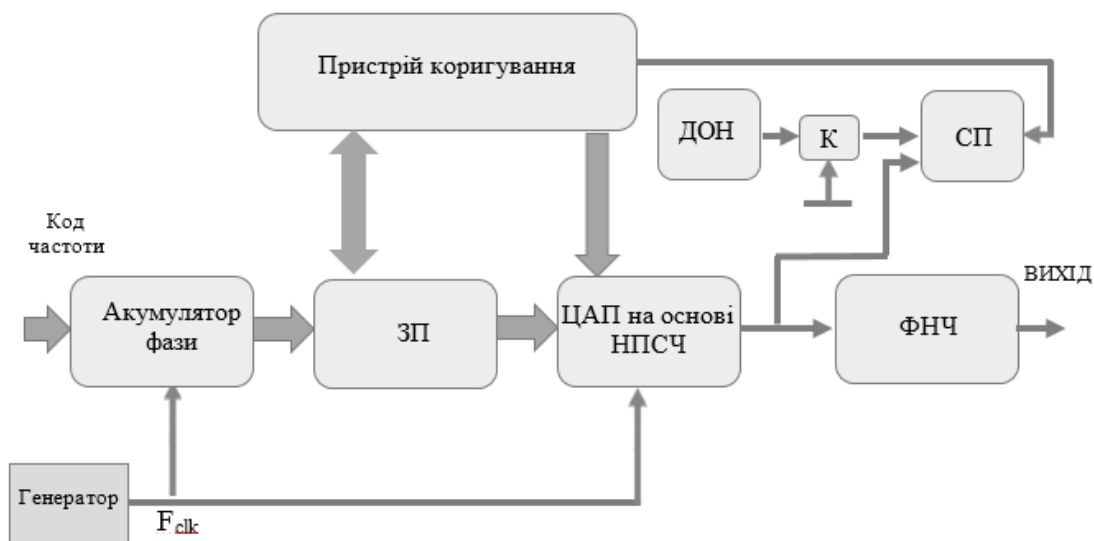 Пристрій коригування
ДОН
К
СП
Код
частоти
Акумулятор
фази
ЗП
ЦАП на основі
НПСЧ
ФНЧ
ВИХІД
Генератор
Fclk